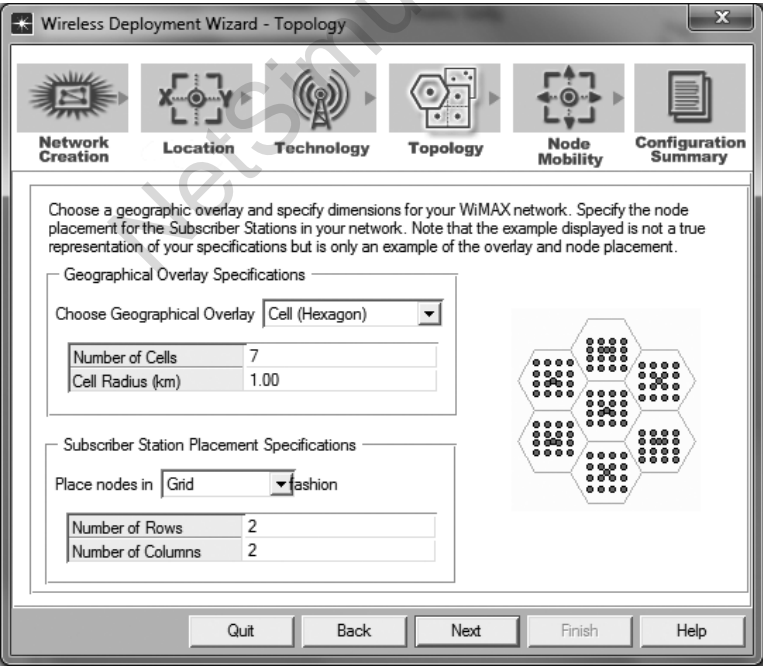 Wireless Deployment Wizard - Topology
X
X Y
Network
Creation
Location
Technology
Topology
Node
Mobility
Configuration
Summary
Choose a geographic overlay and specify dimensions for your WiMAX network. Specify the node
placement for the Subscriber Stations in your network. Note that the example displayed is not a true
representation of your specifications but is only an example of the overlay and node placement.
Geographical Overlay Specifications
Choose Geographical Overlay Cell (Hexagon)
Number of Cells 7
Cell Radius (km) 1.00
Subscriber Station Placement Specifications
Place nodes in Grid fashion
Number of Rows 2
Number of Columns 2
Quit Back Next Finish Help